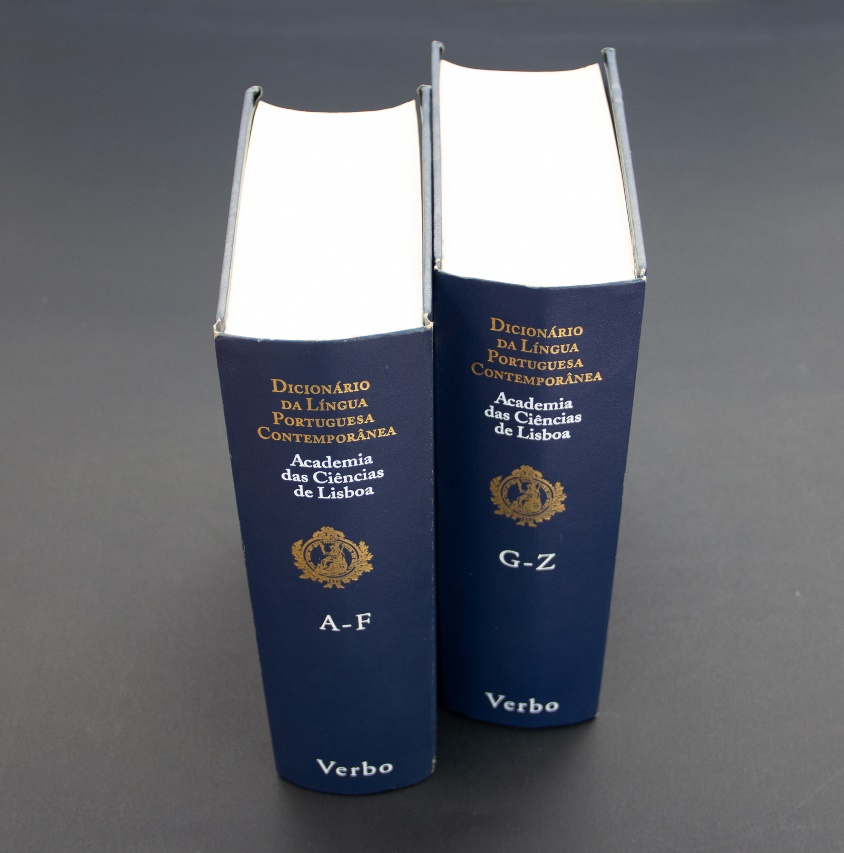 DICIONÁRIO
DA LÍNGUA
PORTUGUESA
CONTEMPORÂNEA
Academia
das Ciências
de Lisboa
A-F
Verbo
DICIONÁRIO
DA LÍNGUA
PORTUGUESA
CONTEMPORÂNEA
Academia
das Ciências
de Lisboa
G-Z
Verbo